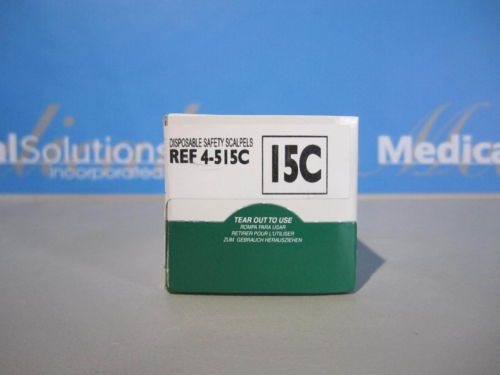 alSolutions
Incorporated
Medica
DISPOSABLE SAFETY SCALPELS
REF 4-515C
15C
TEAR OUT TO USE
ROMPA PARA USAR
RETIRER POUR L'UTILISER
ZUM GEBRAUCH HERAUSZIEHEN